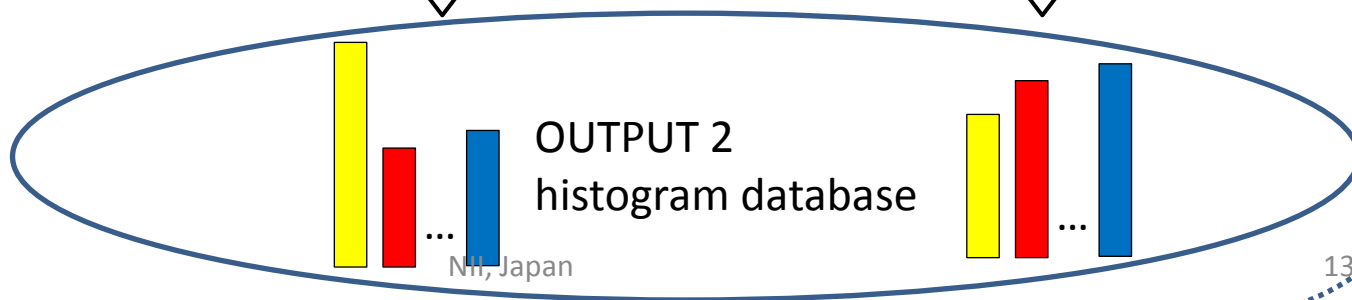 OUTPUT 2
histogram database
...
...
NII, Japan
13